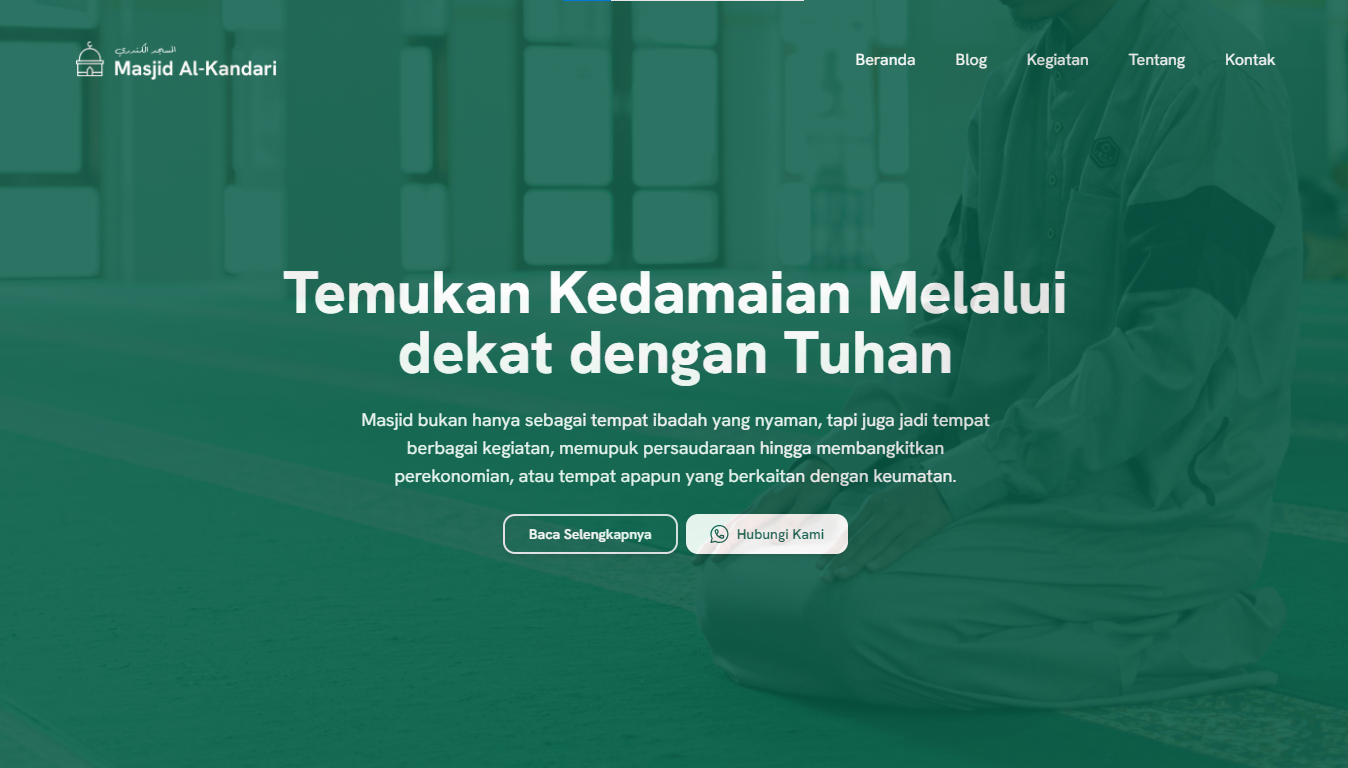 المسجد الكندري
Masjid Al-Kandari
Beranda Blog Kegiatan Tentang Kontak
Temukan Kedamaian Melalui
dekat dengan Tuhan
Masjid bukan hanya sebagai tempat ibadah yang nyaman, tapi juga jadi tempat
berbagai kegiatan, memupuk persaudaraan hingga membangkitkan
perekonomian, atau tempat apapun yang berkaitan dengan keumatan.
Baca Selengkapnya Hubungi Kami